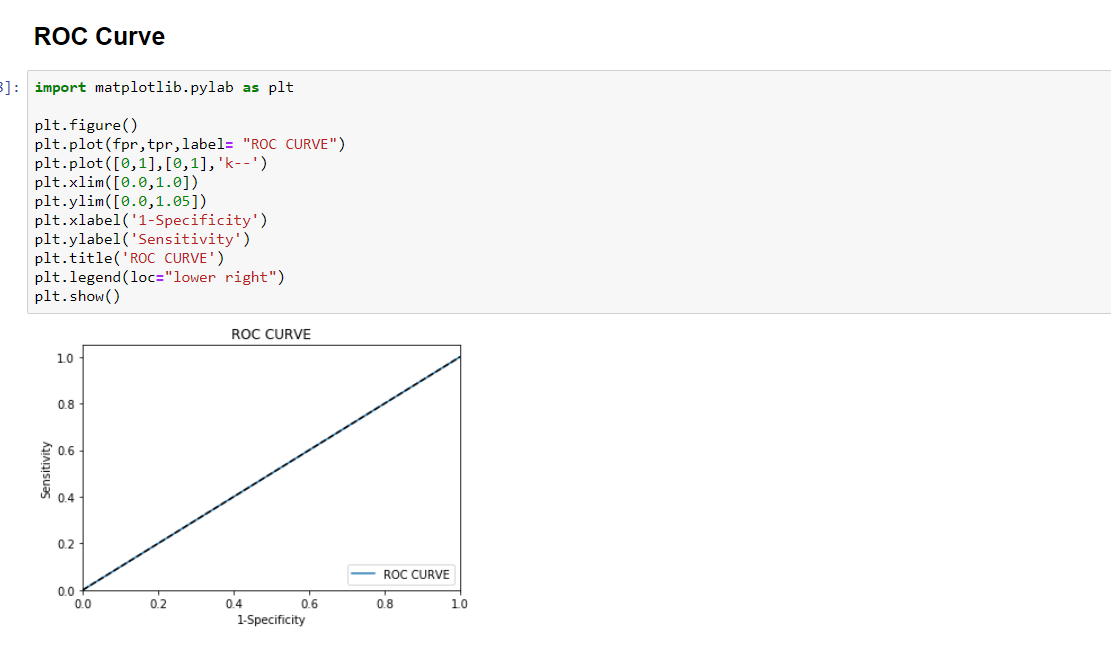 ROC Curve
]:
import matplotlib.pylab as plt
plt.figure()
plt.plot(fpr,tpr,label= "ROC CURVE")
plt.plot([0,1],[0,1],'k--')
plt.xlim([0.0,1.0])
plt.ylim([0.0,1.05])
plt.xlabel('1-Specificity')
plt.ylabel('Sensitivity')
plt.title('ROC CURVE')
plt.legend(loc="lower right")
plt.show()
ROC CURVE
1.0
0.8
0.6
0.4
0.2
0.0
Sensitivity
ROC CURVE
0.0 0.2 0.4 0.6 0.8 1.0
1-Specificity